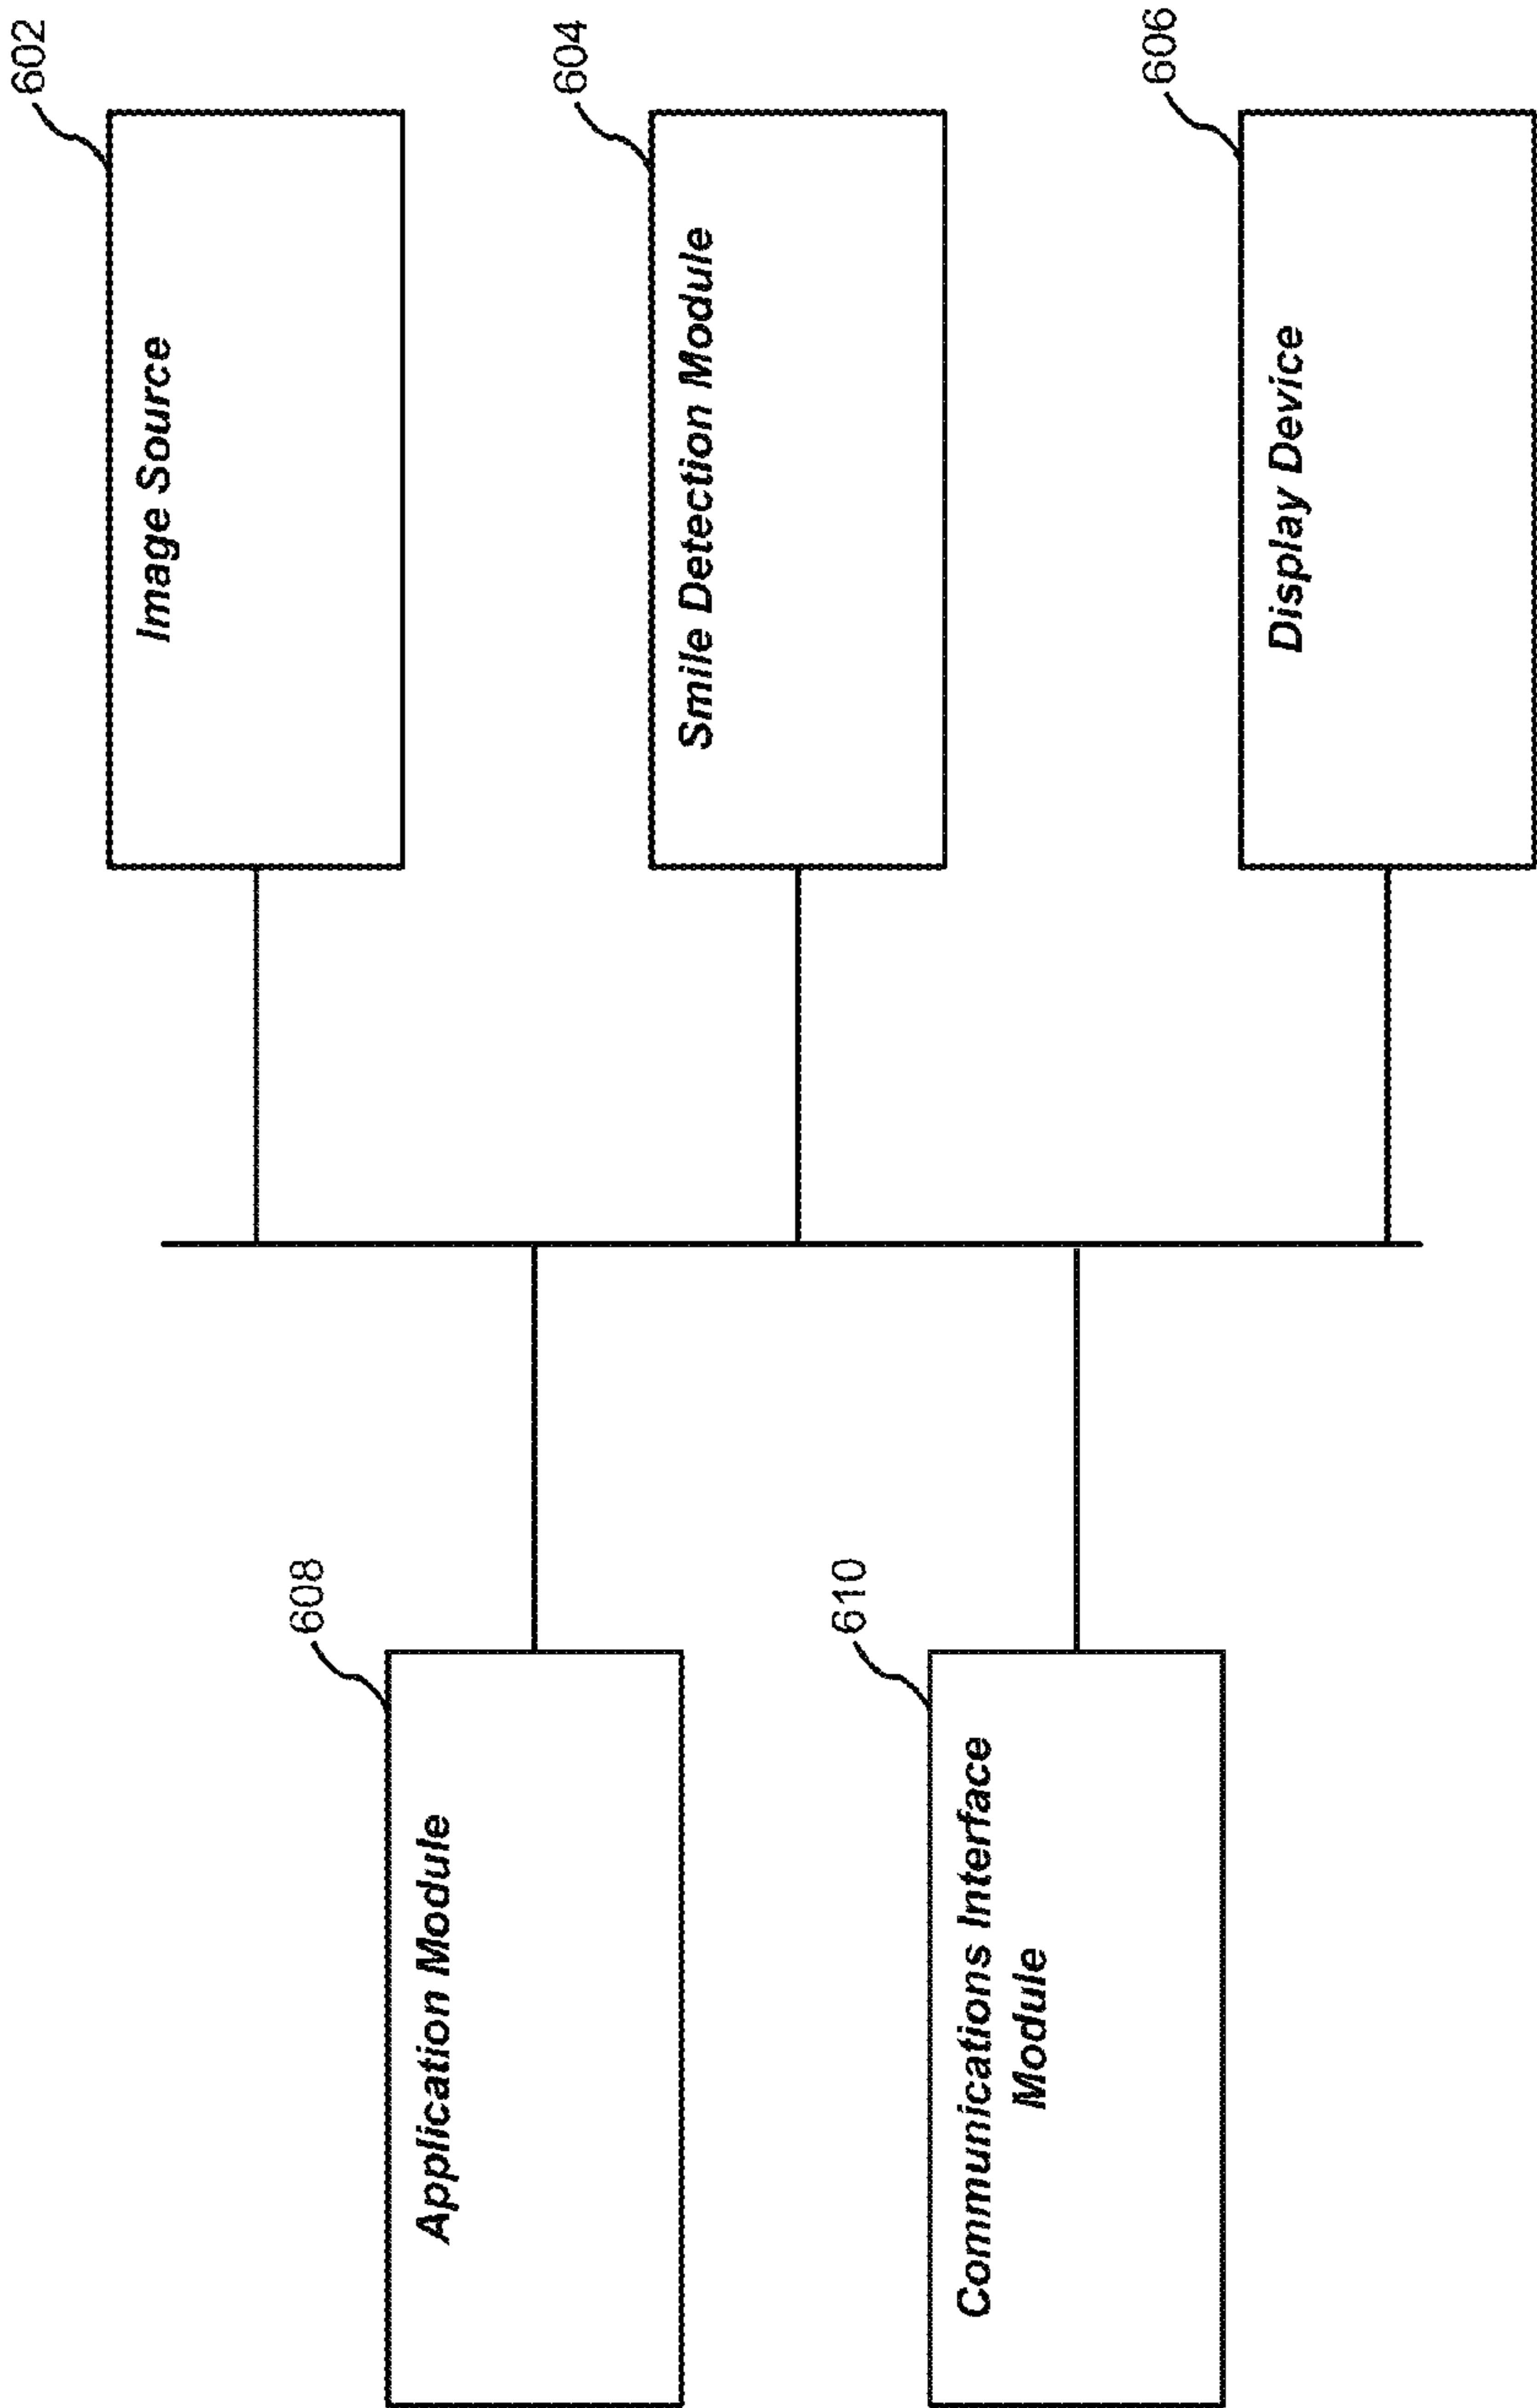 602
Image Source
604
Smile Detection Module
606
Display Device
608
Application Module
610
Communications Interface
Module